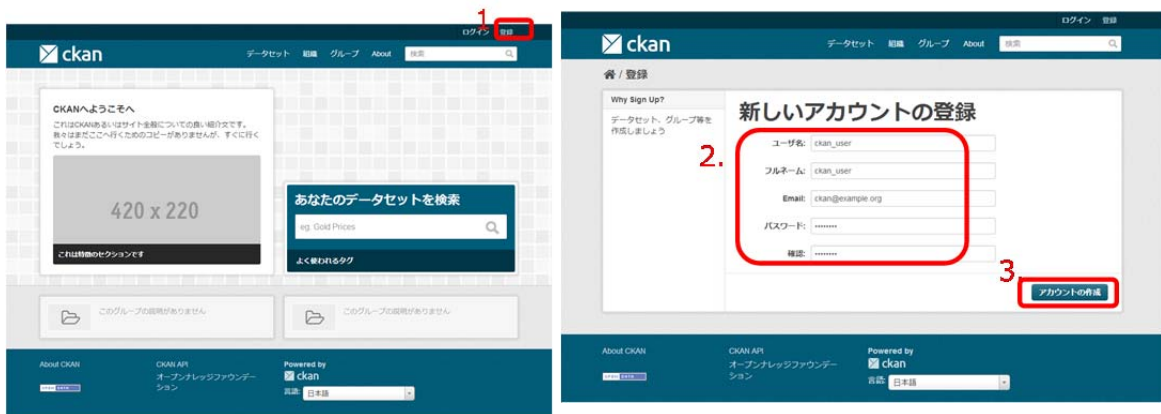 1
ログイン 登録
ckan
データセット 組織 グループ About 検索
CKANへようこそへ
これはCKANあるいはサイト全般についての良い紹介文です。
我々はまだここへ行くためのコピーがありませんが、すぐに行く
でしょう。
420 x 220
これは特徴のセクションです
あなたのデータセットを検索
eg. Gold Prices
よく使われるタグ
このグループの説明がありません
このグループの説明がありません
About CKAN
CKAN API
オープンナレッジファウンデー
ション
Powered by
ckan
言語: 日本語
ログイン 登録
ckan
データセット 組織 グループ About 検索
/ 登録
Why Sign Up?
データセット、グループ等を
作成しましょう
新しいアカウントの登録
2.
ユーザ名: ckan_user
フルネーム: ckan_user
Email: ckan@example.org
パスワード: ••••••••
確認: ••••••••
3.
アカウントの作成
About CKAN
CKAN API
オープンナレッジファウンデー
ション
Powered by
ckan
言語: 日本語